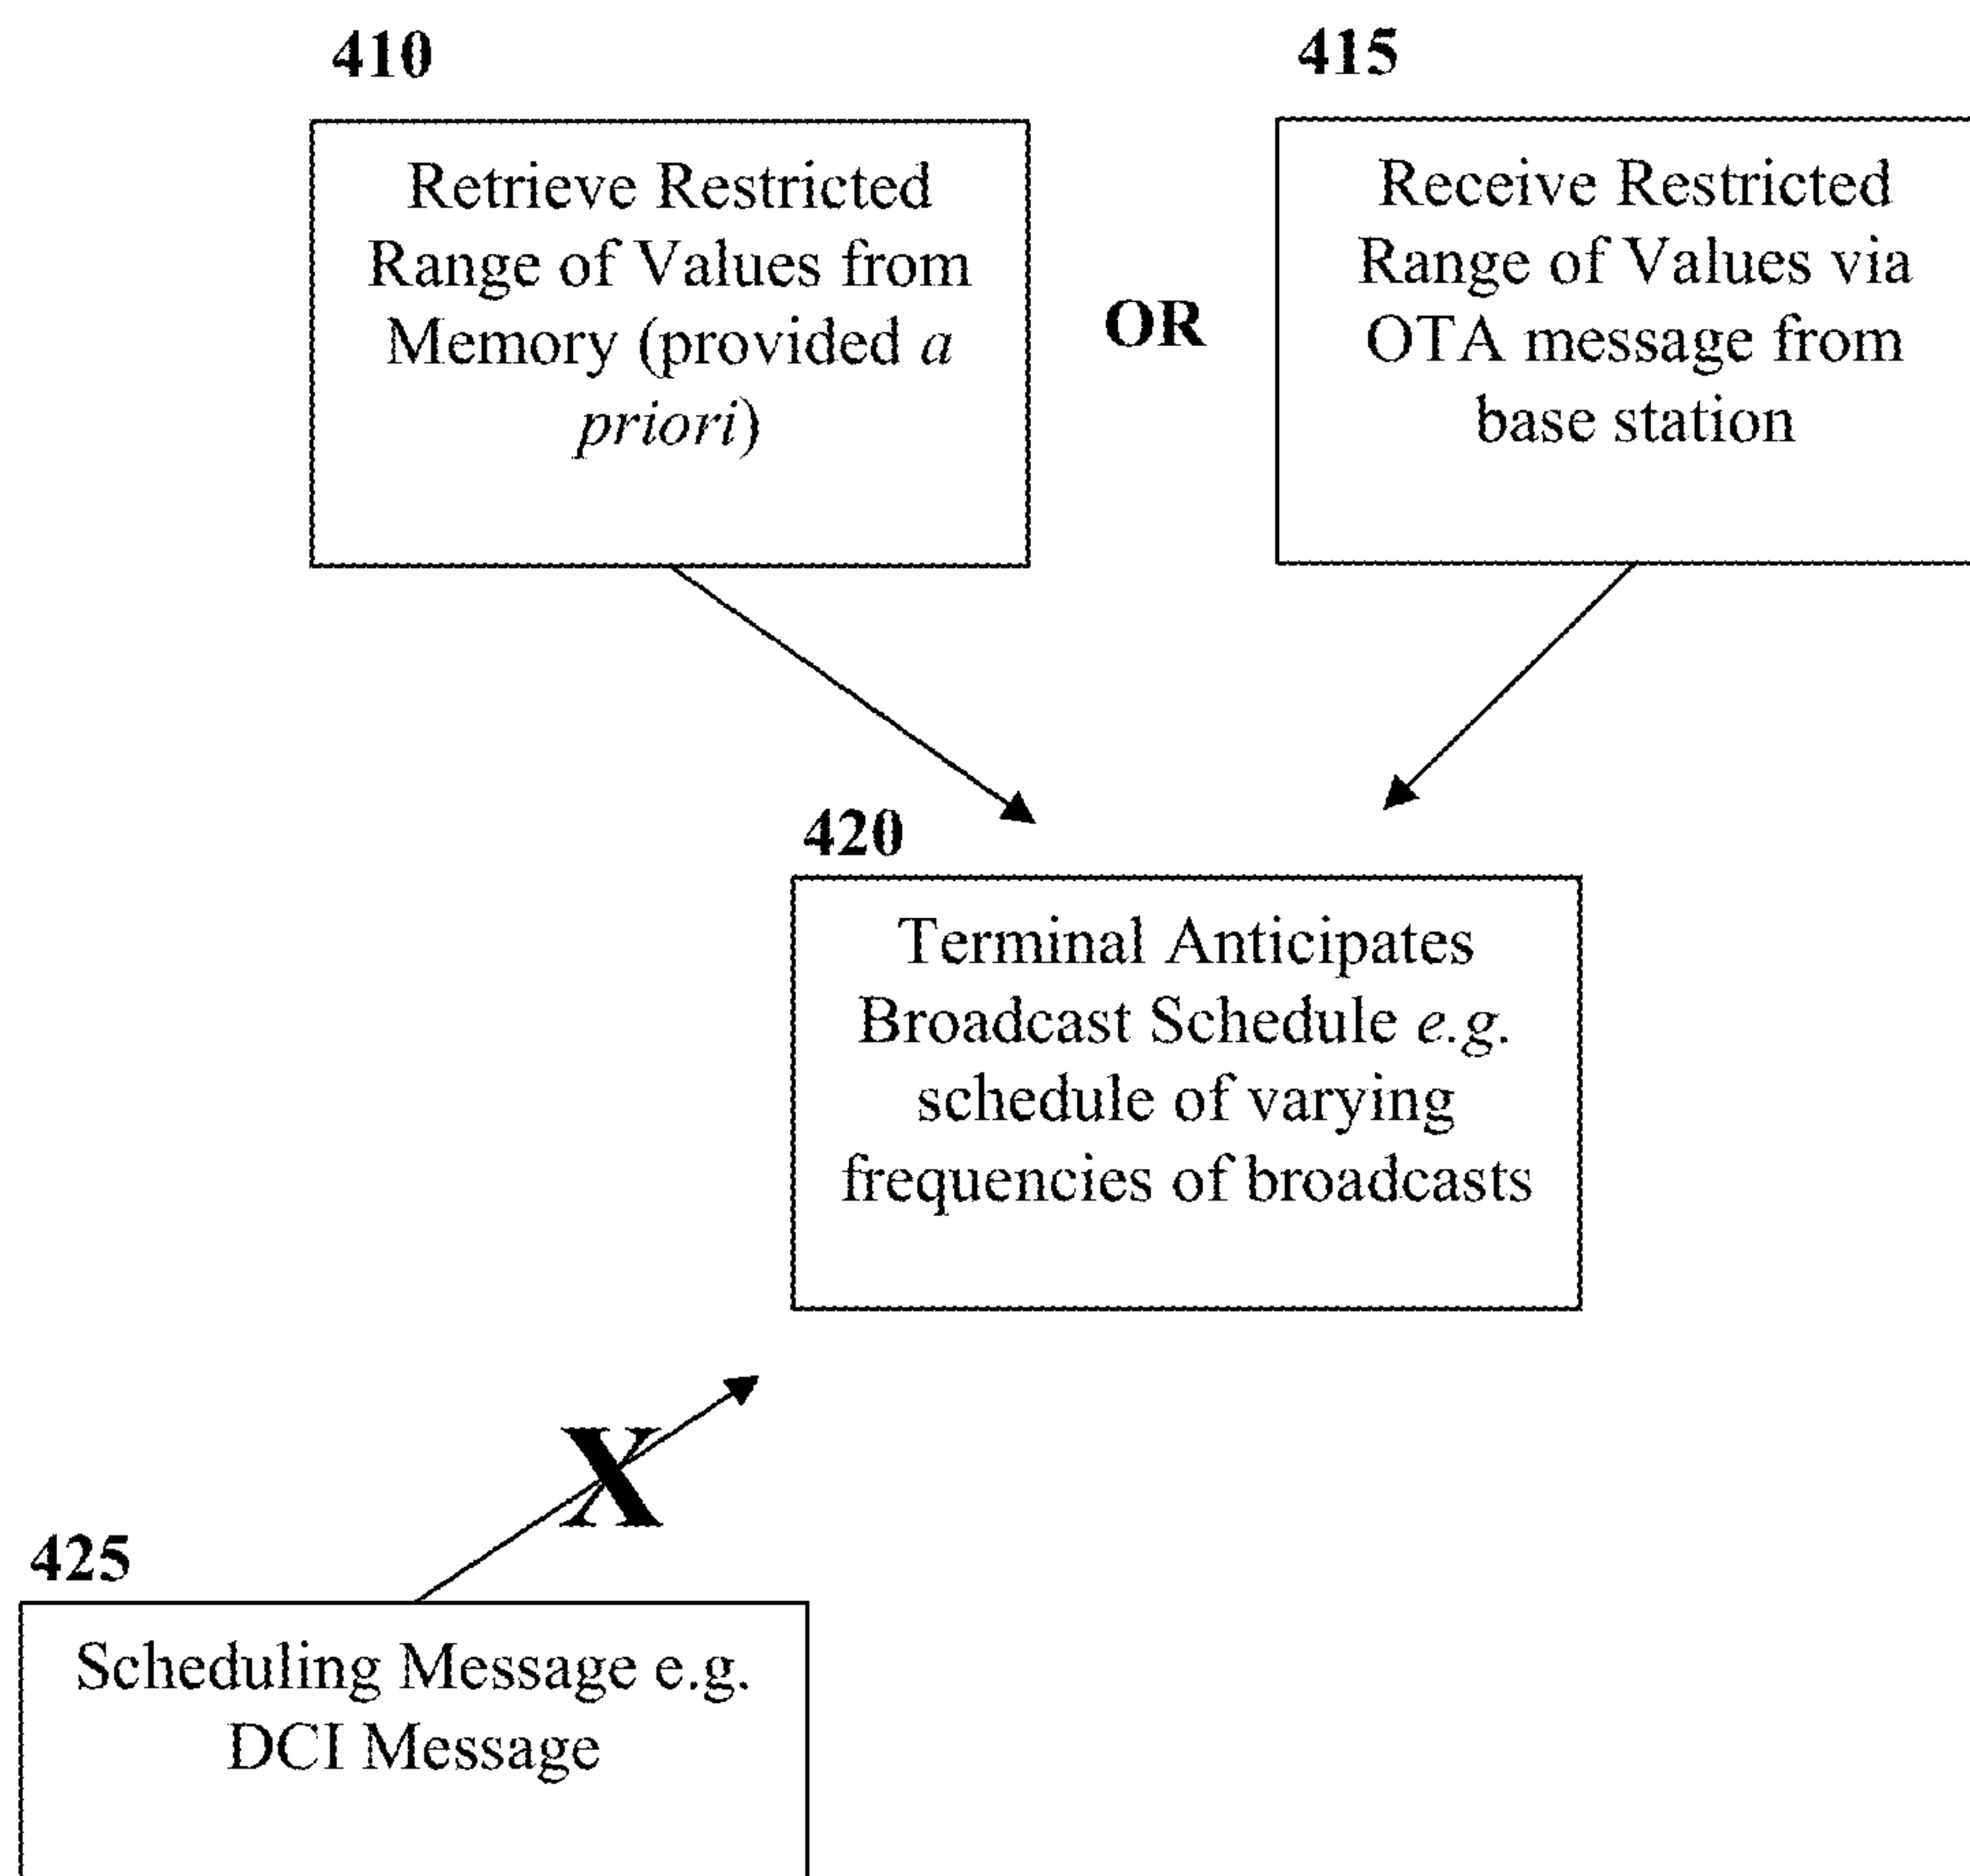 410
Retrieve Restricted
Range of Values from
Memory (provided a
priori)
OR
415
Receive Restricted
Range of Values via
OTA message from
base station
420
Terminal Anticipates
Broadcast Schedule e.g.
schedule of varying
frequencies of broadcasts
X
425
Scheduling Message e.g.
DCI Message